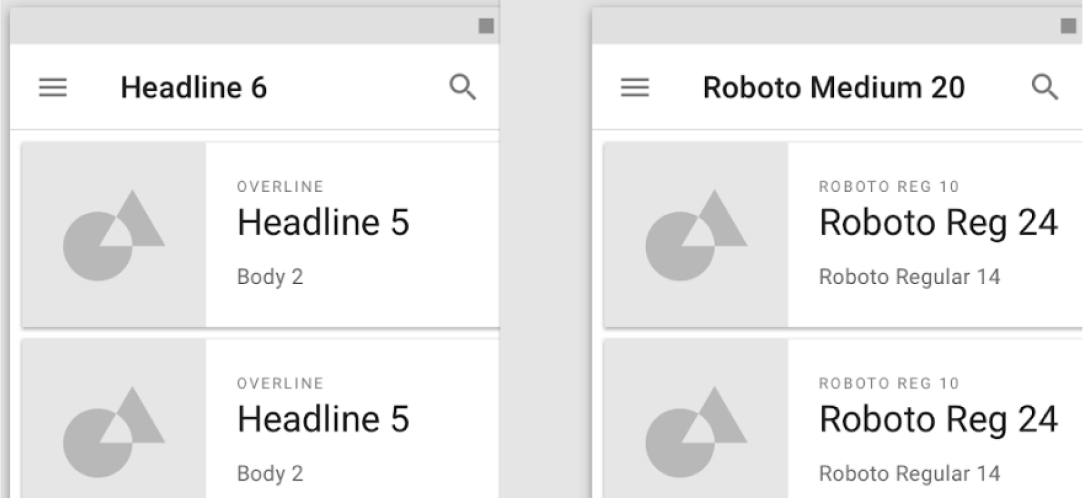 Headline 6
OVERLINE
Headline 5
Body 2
OVERLINE
Headline 5
Body 2
Roboto Medium 20
ROBOTO REG 10
Roboto Reg 24
Roboto Regular 14
ROBOTO REG 10
Roboto Reg 24
Roboto Regular 14